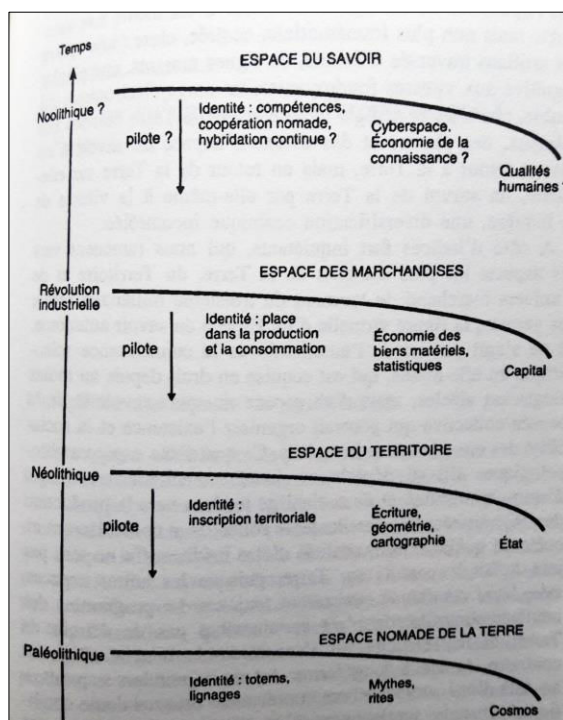 Temps
ESPACE DU SAVOIR
Noolithique ?
pilote ?
Identité : compétences,
coopération nomade,
hybridation continue ?
Cyberspace.
Économie de la
connaissance ?
Qualités
humaines ?
ESPACE DES MARCHANDISES
Révolution
industrielle
pilote
Identité : place
dans la production
et la consommation
Économie des
biens matériels,
statistiques
Capital
ESPACE DU TERRITOIRE
Néolithique
pilote
Identité :
inscription territoriale
Écriture,
géométrie,
cartographie
État
ESPACE NOMADE DE LA TERRE
Paléolithique
Identité : totems,
lignages
Mythes,
rites
Cosmos